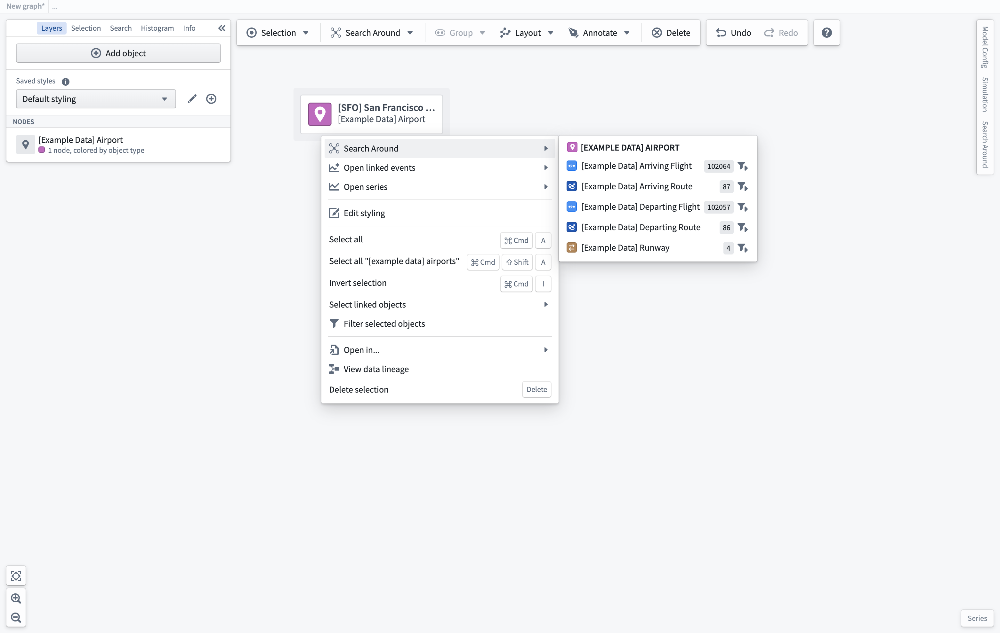 New graph*
...
Layers
Selection
Search
Histogram
Info
Add object
Saved styles
Default styling
NODES
[Example Data] Airport
1 node, colored by object type
Selection
Search Around
Group
Layout
Annotate
Delete
Undo
Redo
Model Config
Simulation
Search Around
[SFO] San Francisco ...
[Example Data] Airport
Search Around
Open linked events
Open series
Edit styling
Select all ⌘ Cmd A
Select all "[example data] airports" ⌘ Cmd ⇧ Shift A
Invert selection ⌘ Cmd I
Select linked objects
Filter selected objects
Open in...
View data lineage
Delete selection Delete
[EXAMPLE DATA] AIRPORT
[Example Data] Arriving Flight 102064
[Example Data] Arriving Route 87
[Example Data] Departing Flight 102057
[Example Data] Departing Route 86
[Example Data] Runway 4
Series